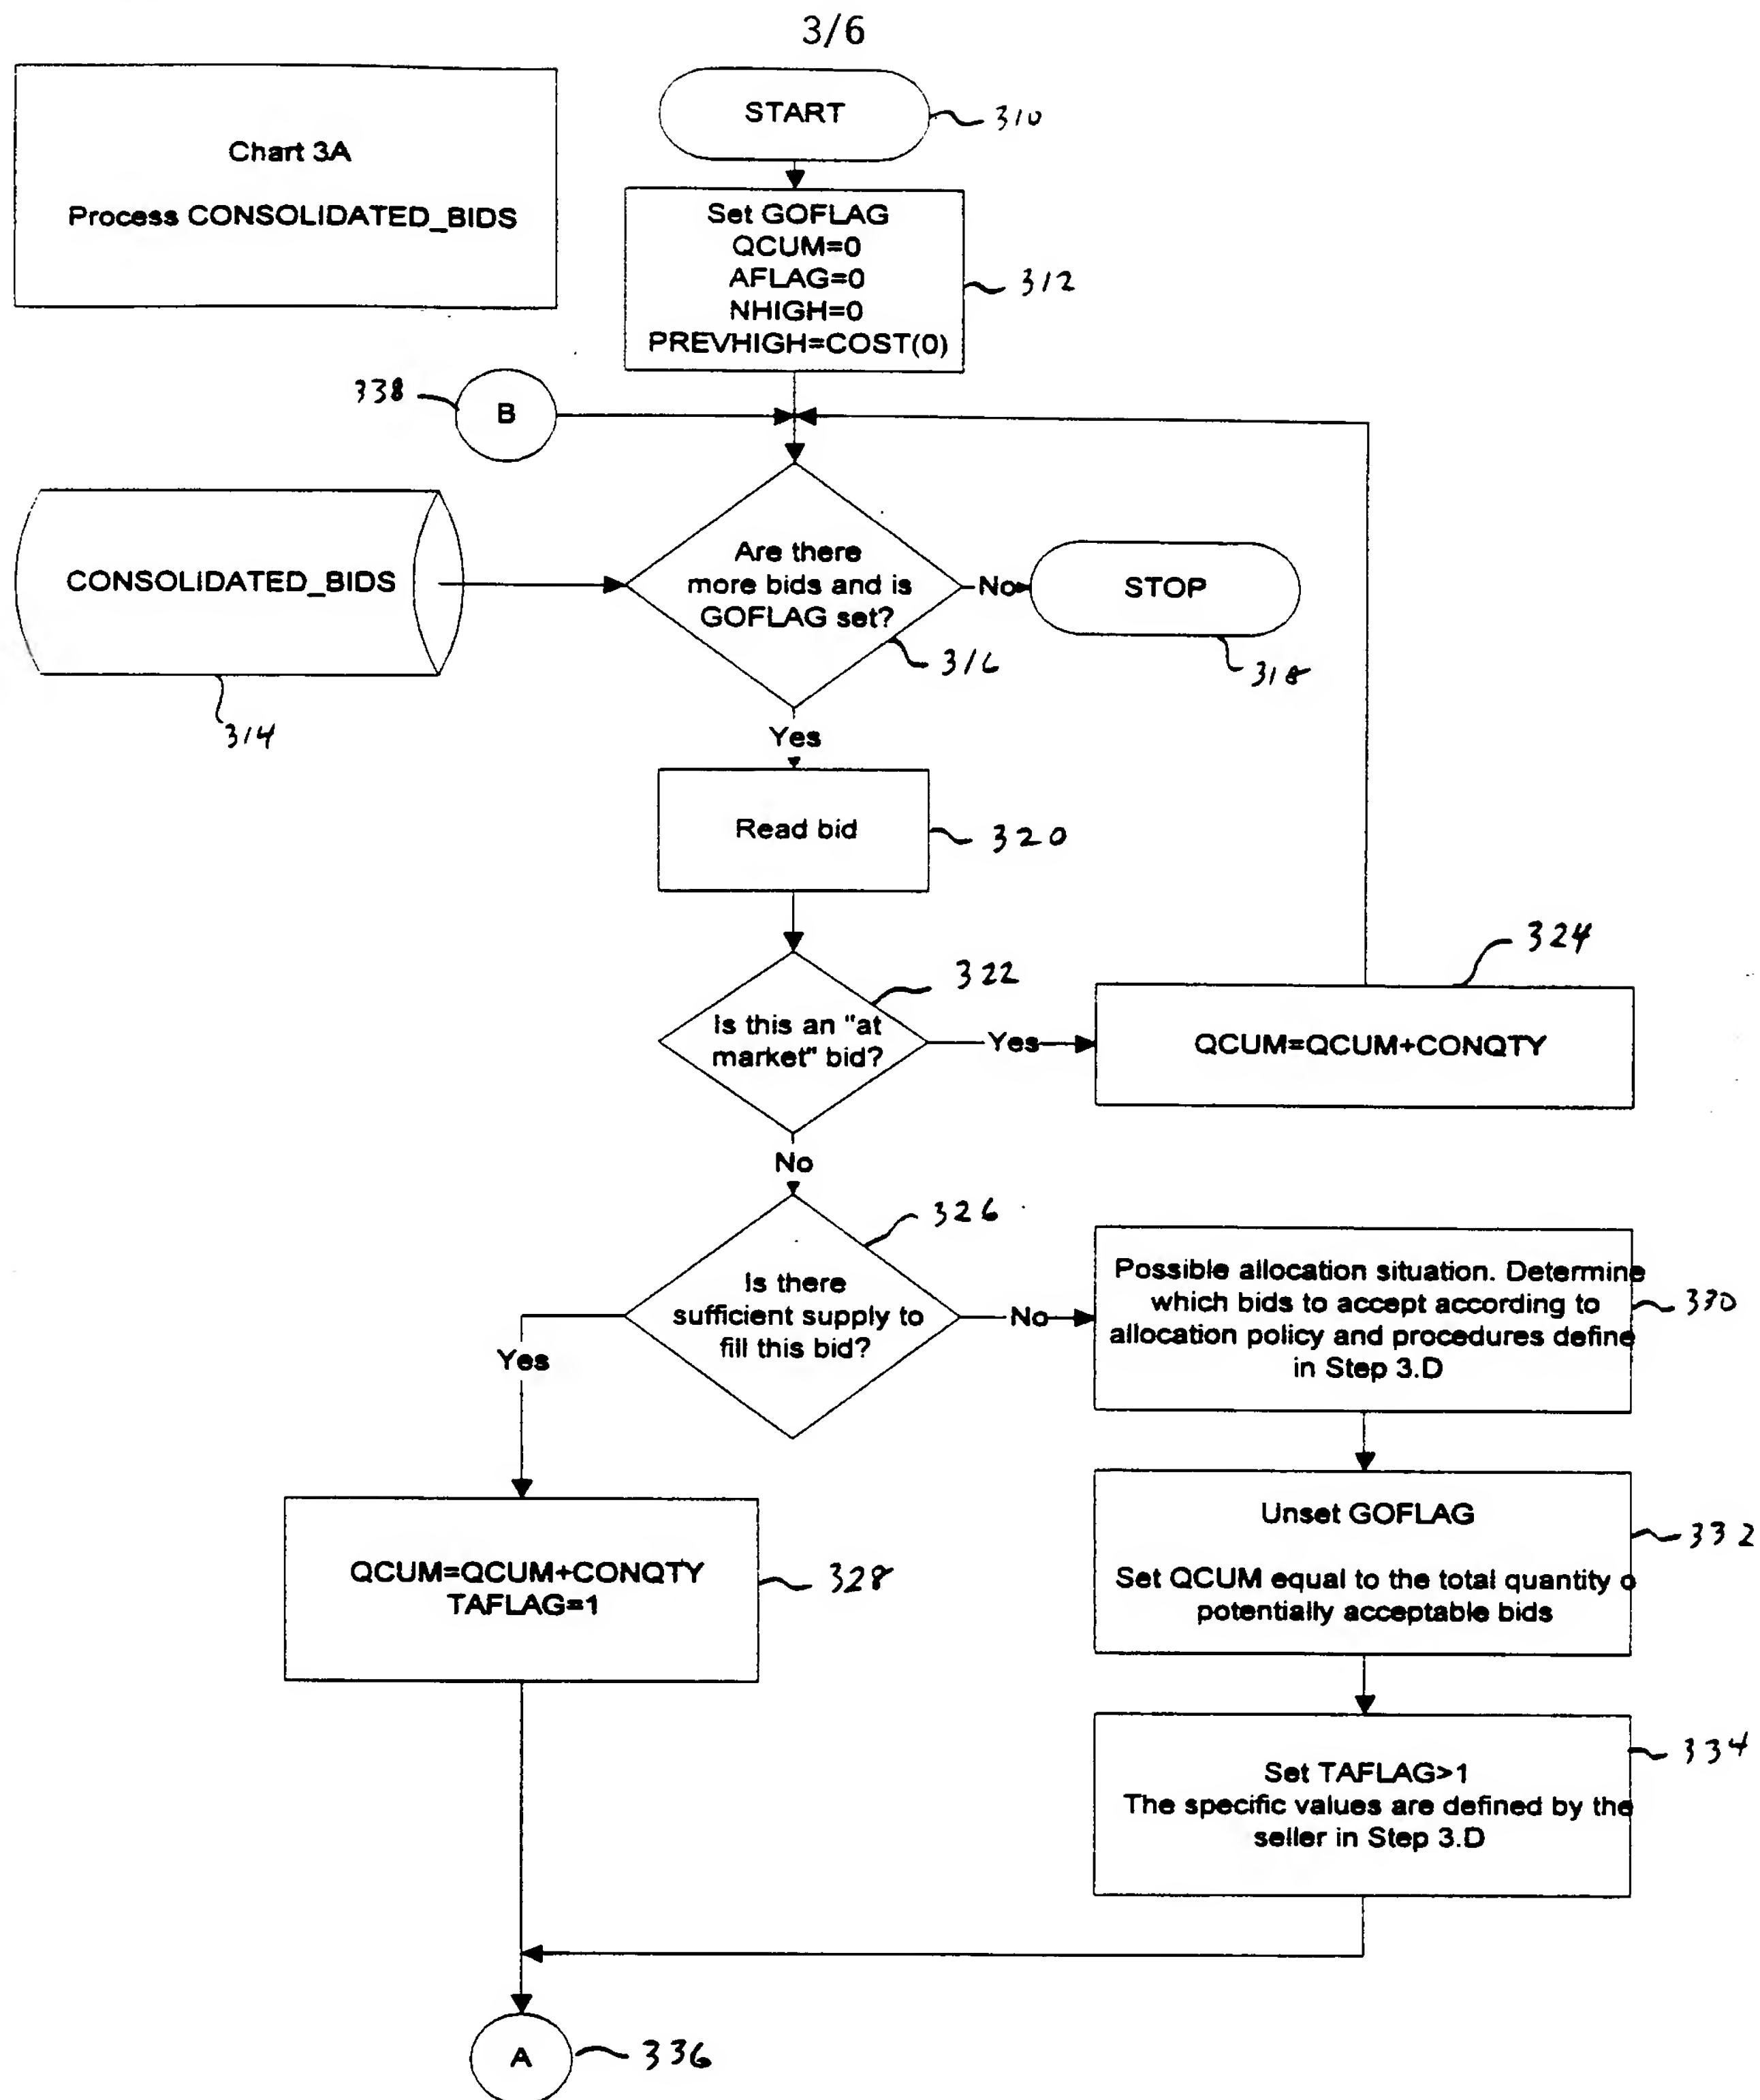 3/6
Chart 3A
Process CONSOLIDATED_BIDS
START
310
Set GOFLAG
QCUM=0
AFLAG=0
NHIGH=0
PREVHIGH=COST(0)
312
338
B
CONSOLIDATED_BIDS
314
Are there
more bids and is
GOFLAG set?
316
No
STOP
318
Yes
Read bid
320
322
Is this an "at
market" bid?
Yes
324
QCUM=QCUM+CONQTY
No
326
Is there
sufficient supply to
fill this bid?
No
Possible allocation situation. Determine
which bids to accept according to
allocation policy and procedures define
in Step 3.D
330
Yes
Unset GOFLAG
Set QCUM equal to the total quantity o
potentially acceptable bids
332
QCUM=QCUM+CONQTY
TAFLAG=1
328
Set TAFLAG>1
The specific values are defined by the
seller in Step 3.D
334
A
336